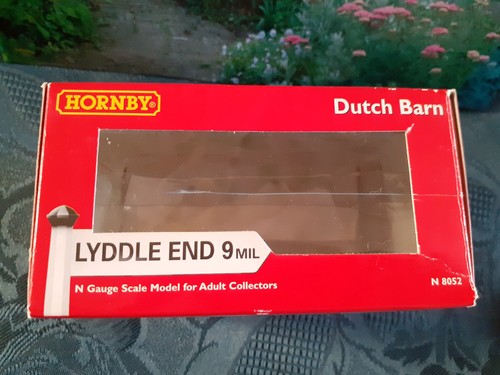 HORNBY®
Dutch Barn
LYDDLE END 9 MIL
N Gauge Scale Model for Adult Collectors
N 8052